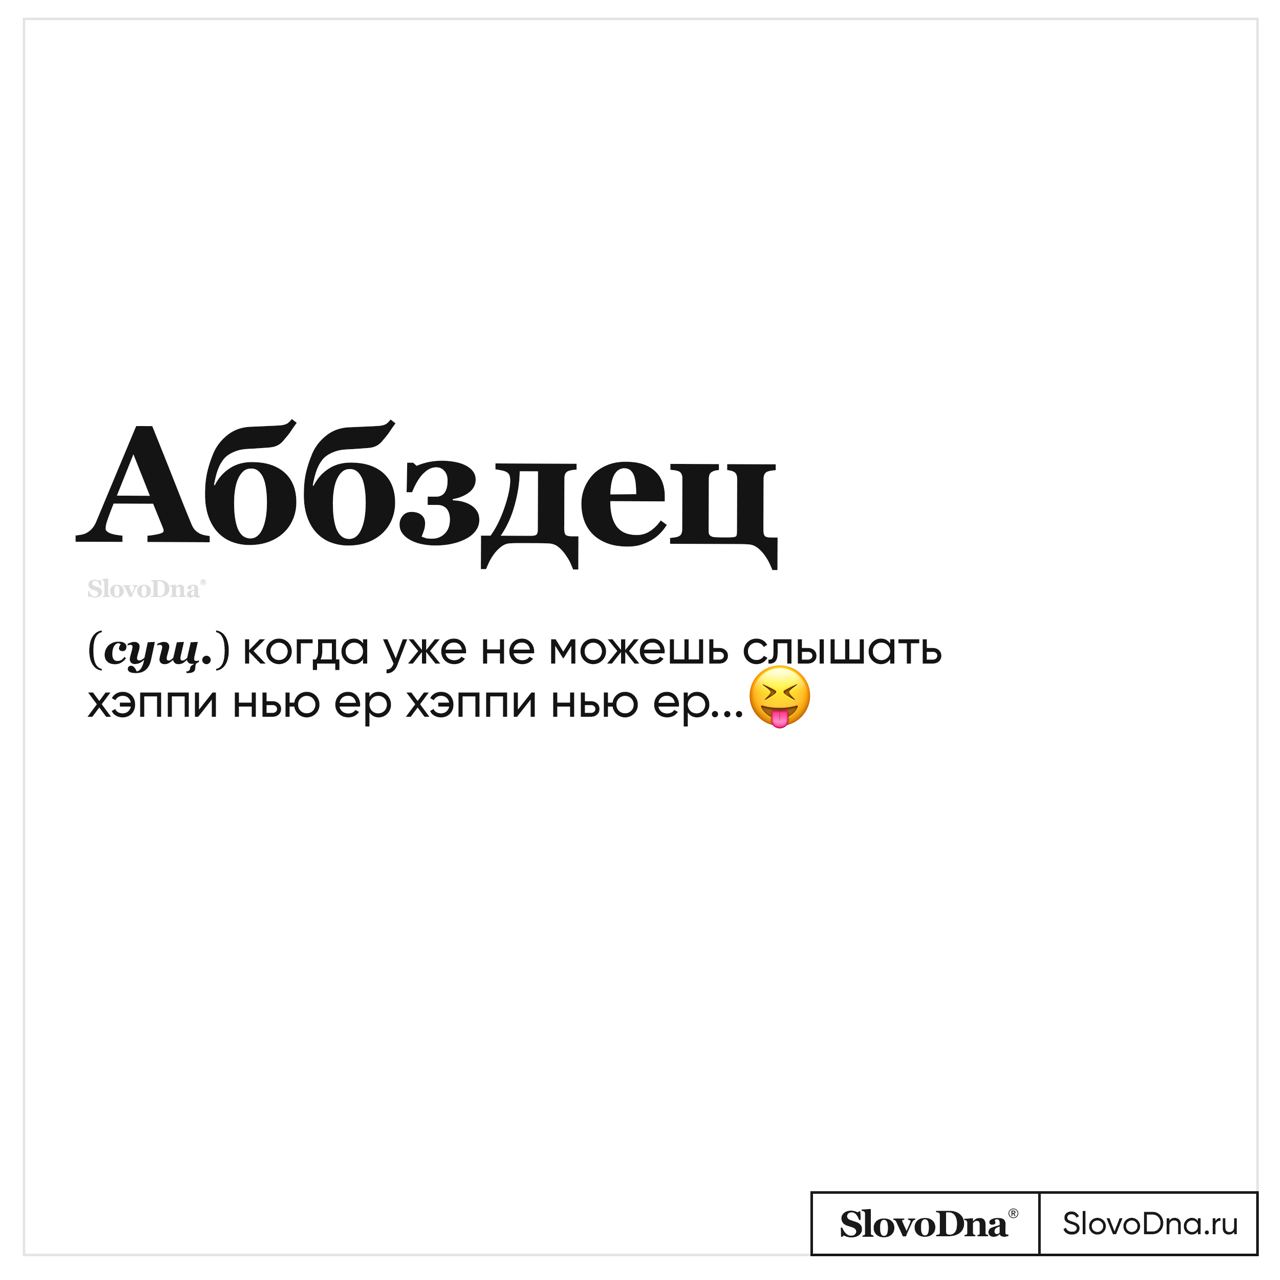 Аббздец
SlovoDna®
(сущ.) когда уже не можешь слышать
хэппи нью ер хэппи нью ер...😝
SlovoDna® SlovoDna.ru